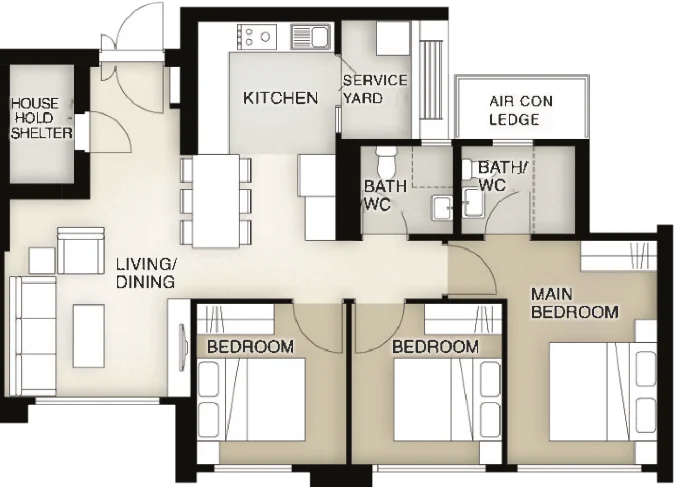 HOUSE
HOLD
SHELTER
KITCHEN
SERVICE
YARD
AIR CON
LEDGE
BATH
WC
BATH/
WC
LIVING/
DINING
MAIN
BEDROOM
BEDROOM
BEDROOM